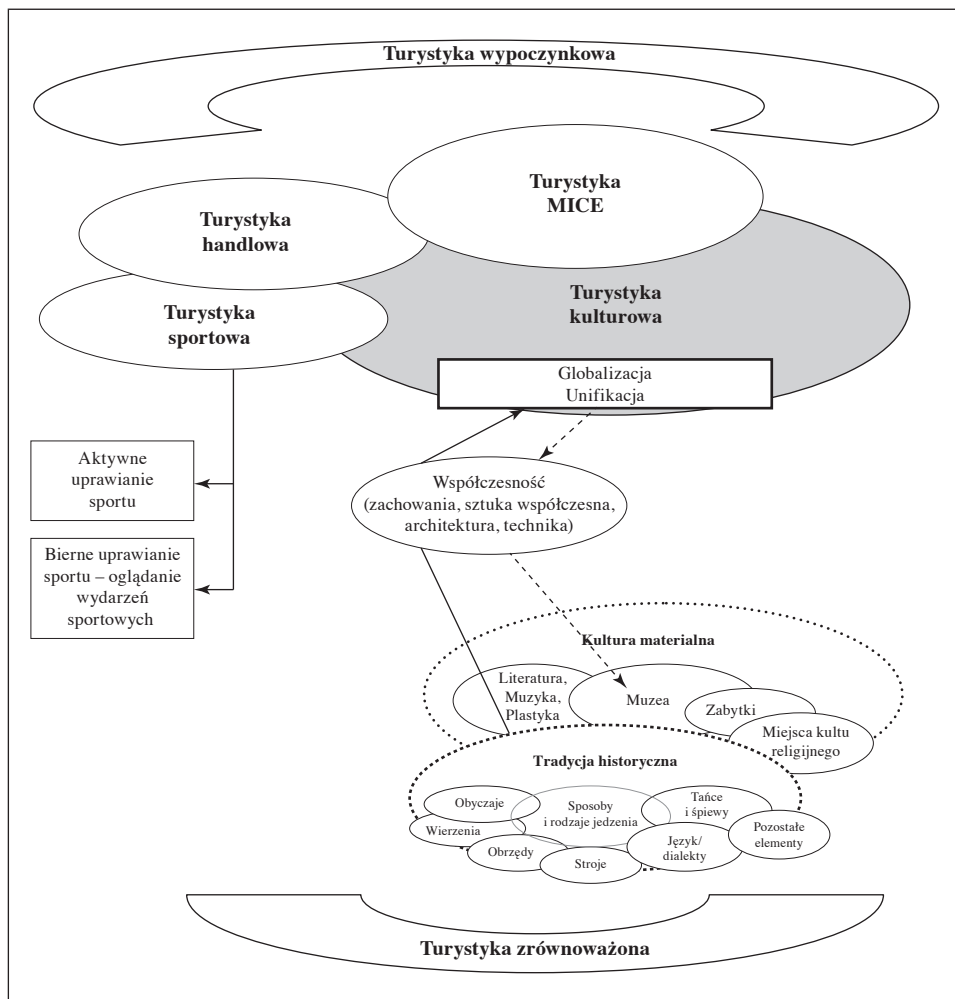 Turystyka wypoczynkowa
Turystyka
MICE
Turystyka
handlowa
Turystyka
kulturowa
Turystyka
sportowa
Globalizacja
Unifikacja
Aktywne
uprawianie
sportu
Współczesność
(zachowania, sztuka współczesna,
architektura, technika)
Bierne uprawianie
sportu – oglądanie
wydarzeń
sportowych
Kultura materialna
Literatura,
Muzyka,
Plastyka
Muzea
Zabytki
Miejsca kultu
religijnego
Tradycja historyczna
Obyczaje
Sposoby
i rodzaje jedzenia
Tańce
i śpiewy
Wierzenia
Pozostałe
elementy
Obrzędy
Stroje
Język/
dialekty
Turystyka zrównoważona